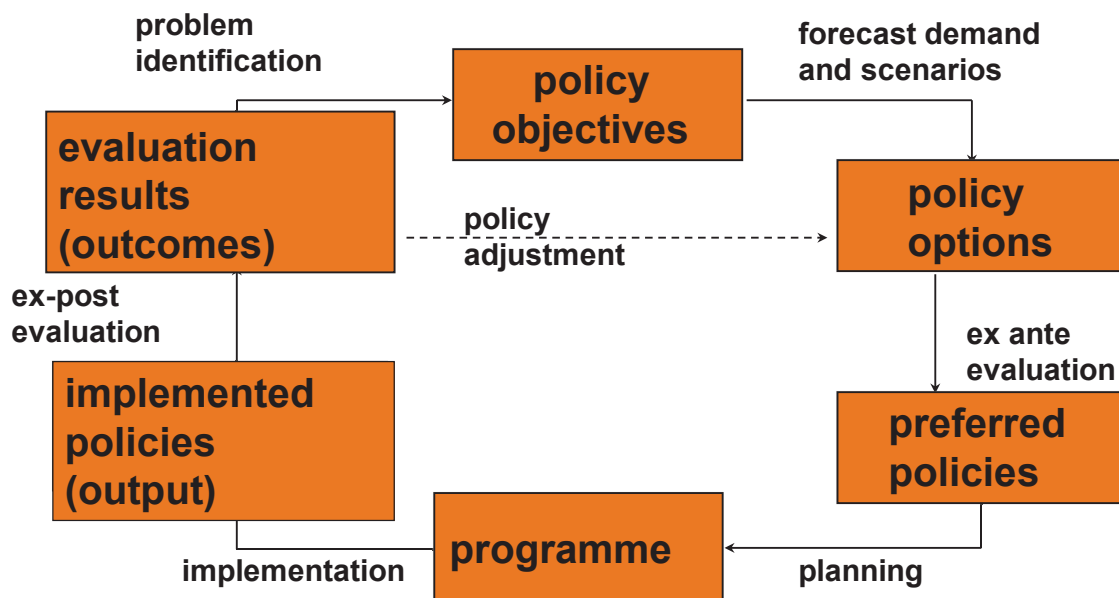 problem
identification
policy
objectives
forecast demand
and scenarios
evaluation
results
(outcomes)
policy
adjustment
policy
options
ex-post
evaluation
ex ante
evaluation
implemented
policies
(output)
preferred
policies
programme
implementation
planning